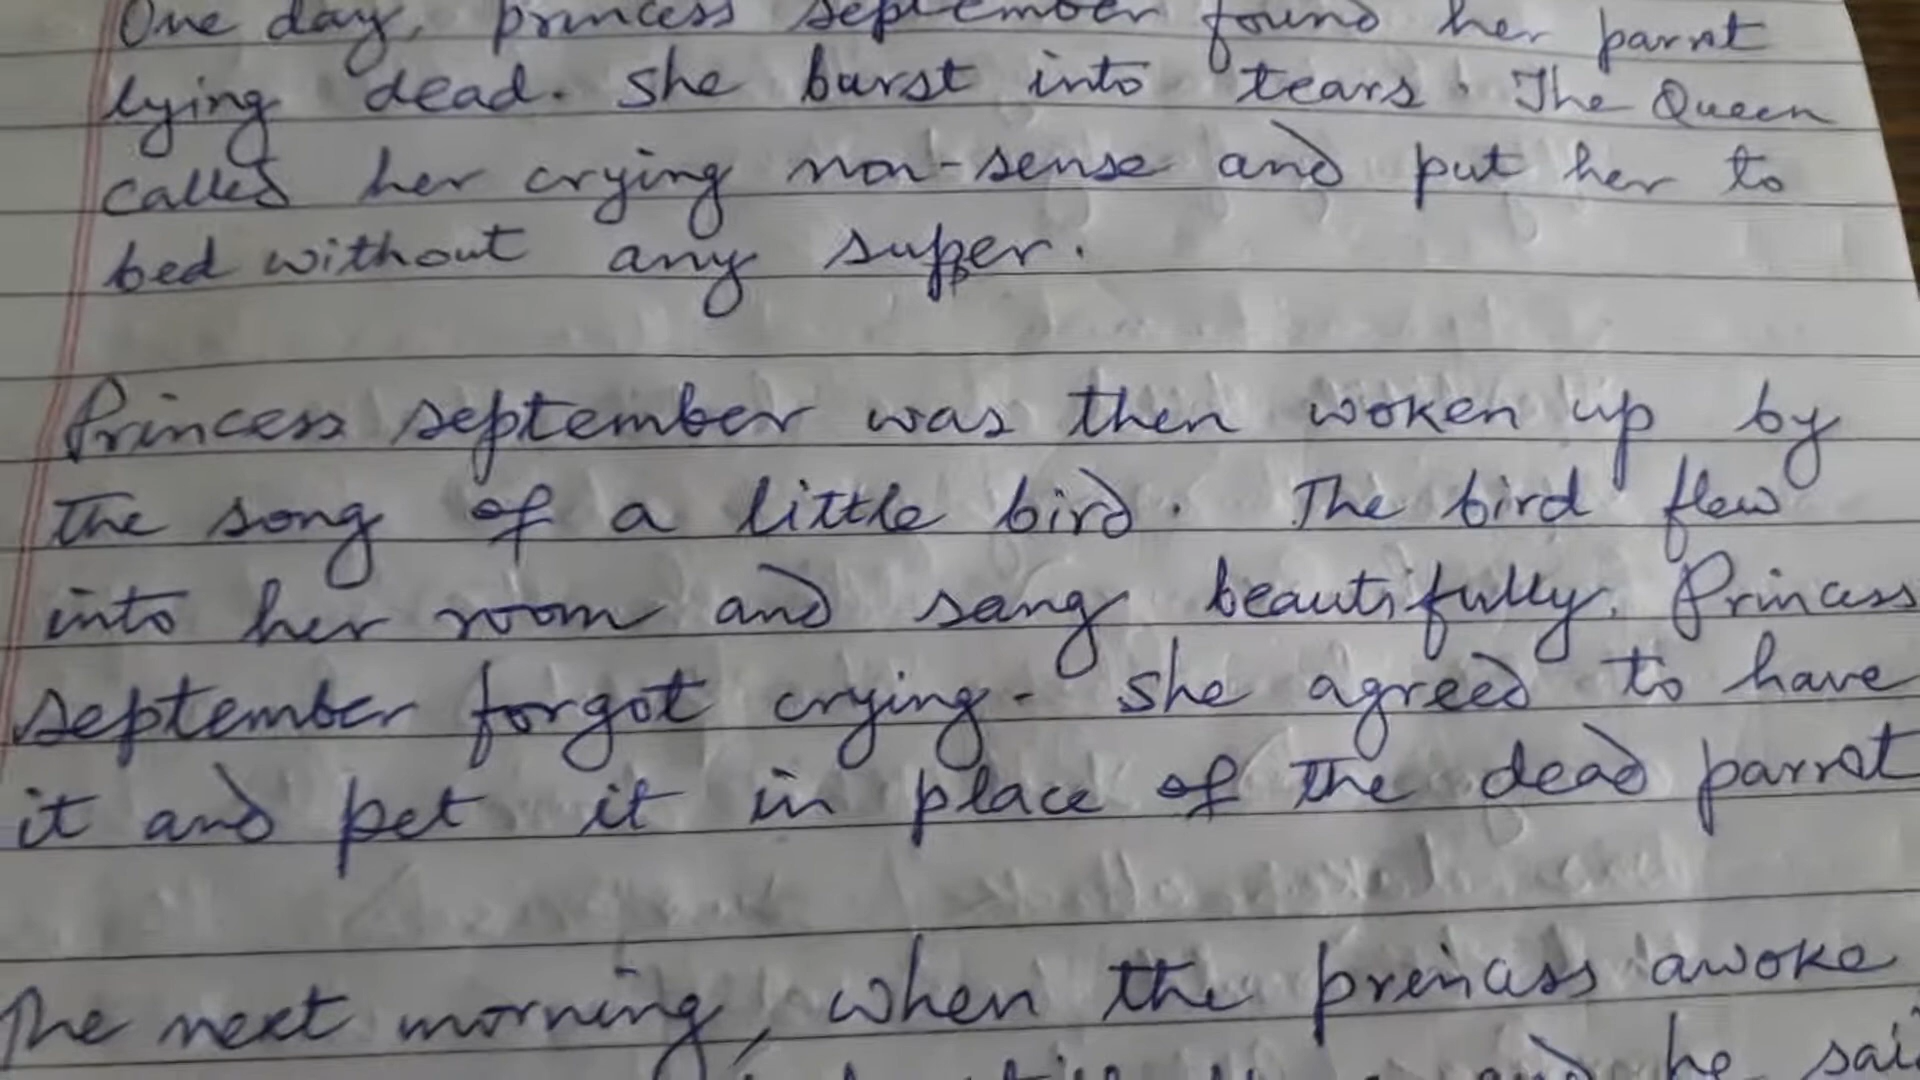 One day, princess september found her parrot
lying dead. she burst into tears. The Queen
called her crying non-sense and put her to
bed without any supper.
Princess september was then woken up by
the song of a little bird. The bird flew
into her room and sang beautifully. Princess
september forgot crying. she agreed to have
it and pet it in place of the dead parrot
The next morning, when the princess awoke
and he sai